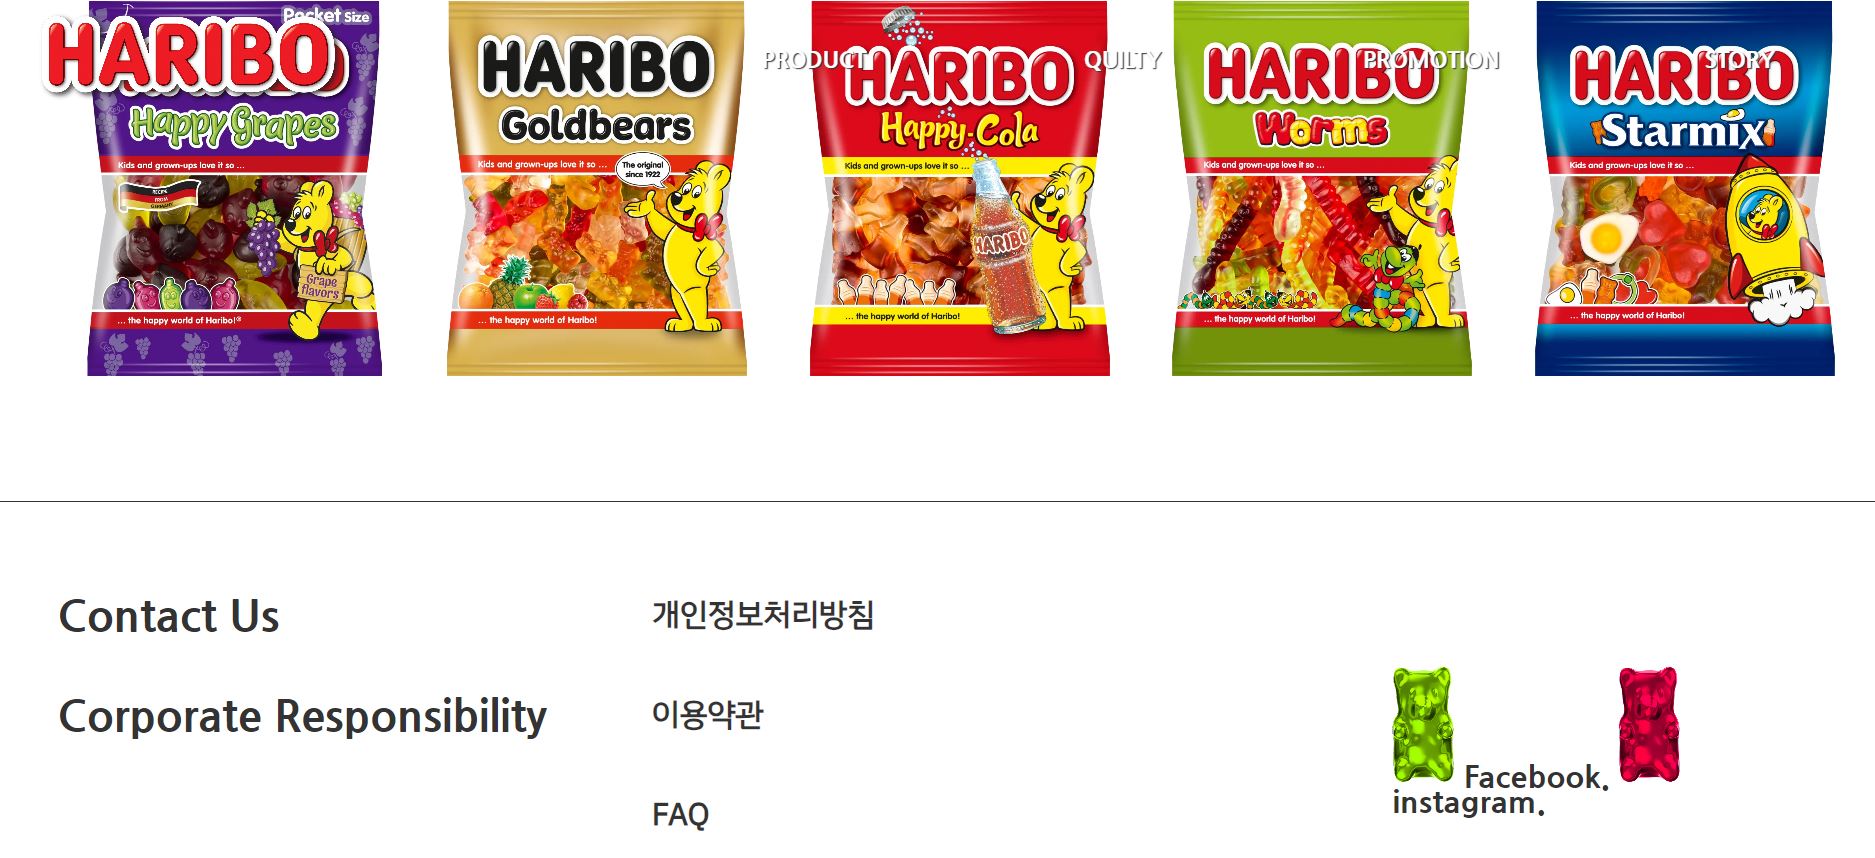 HARIBO
PRODUCT
QUILTY
PROMOTION
STORY
Pocket Size
Happy Grapes
Kids and grown-ups love it so ...
RECIPE
FROM
GERMANY
Grape
flavors
... the happy world of Haribo!®
HARIBO
Goldbears
Kids and grown-ups love it so ...
The original
since 1922
... the happy world of Haribo!
HARIBO
Happy-Cola
Kids and grown-ups love it so ...
HARIBO
... the happy world of Haribo!
HARIBO
Worms
Kids and grown-ups love it so ...
... the happy world of Haribo!
HARIBO
Starmix
Kids and grown-ups love it so ...
... the happy world of Haribo!
Contact Us
Corporate Responsibility
개인정보처리방침
이용약관
FAQ
Facebook.
instagram.